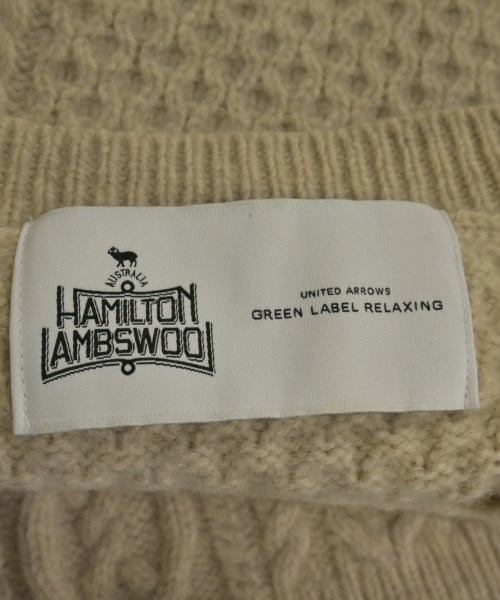 AUSTRALIA
HAMILTON
LAMBSWOOL
UNITED ARROWS
GREEN LABEL RELAXING